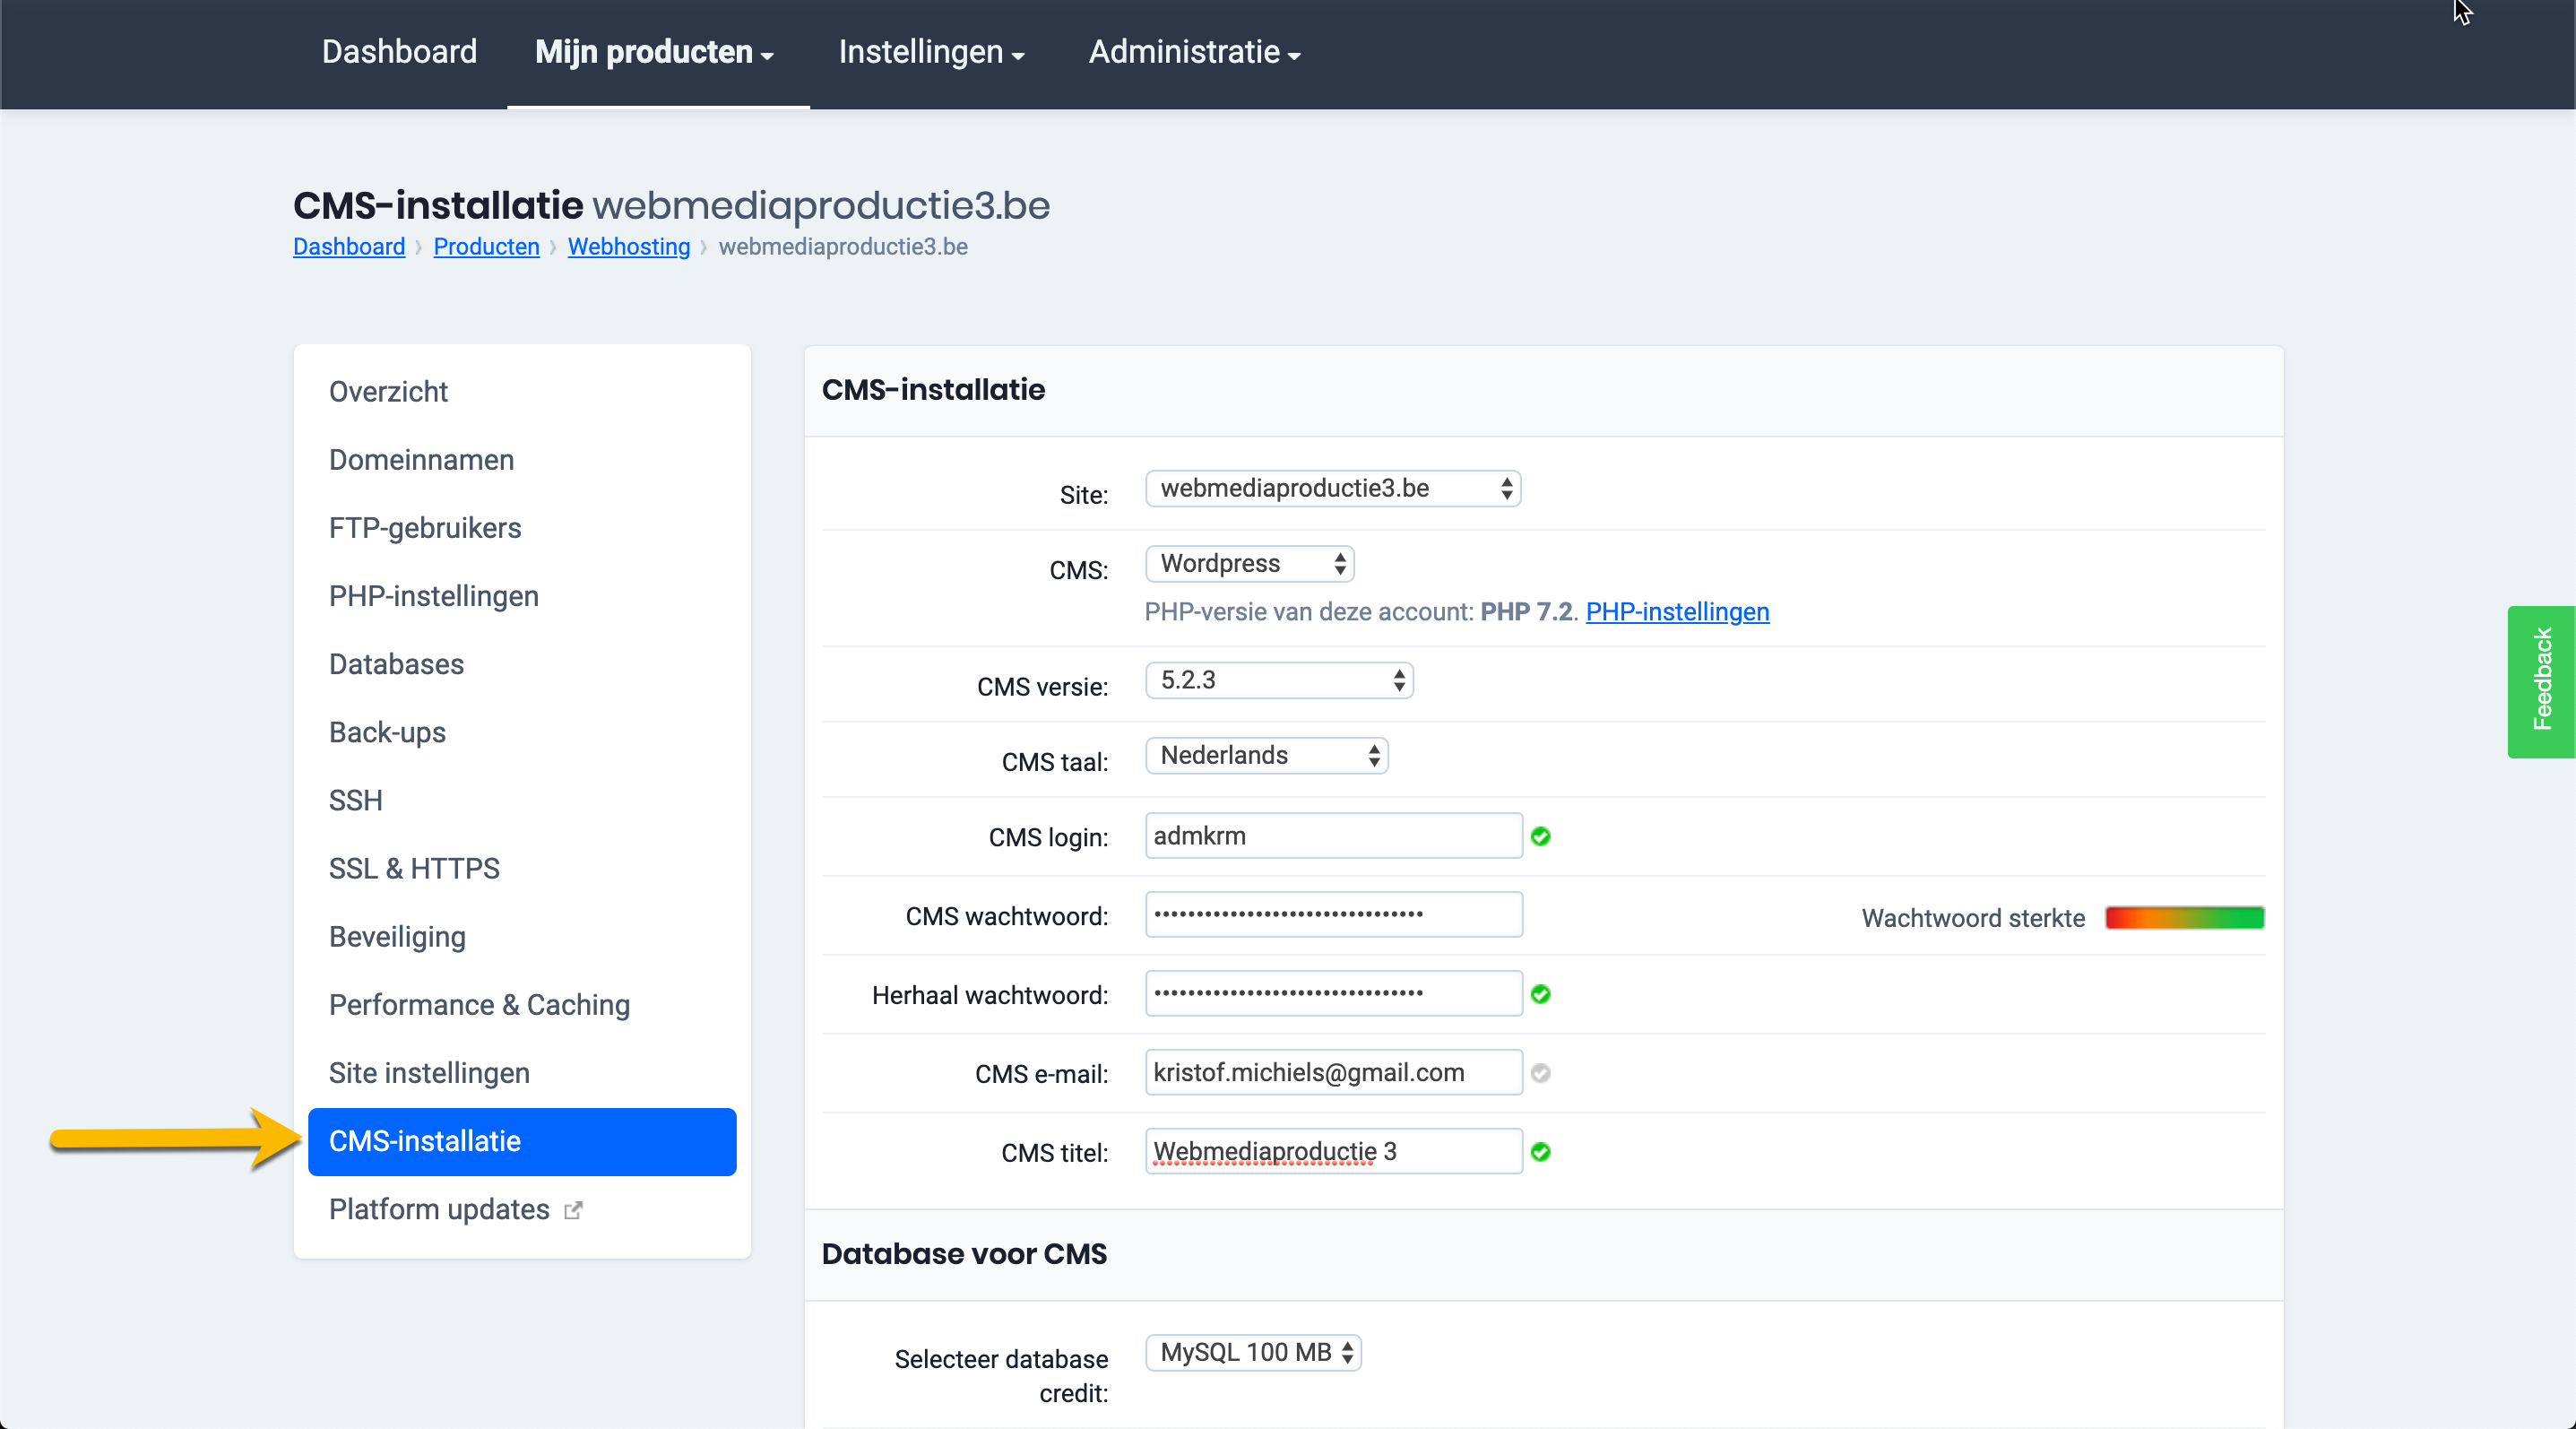 Dashboard
Mijn producten
Instellingen
Administratie
CMS-installatie webmediaproductie3.be
Dashboard › Producten › Webhosting › webmediaproductie3.be
Overzicht
Domeinnamen
FTP-gebruikers
PHP-instellingen
Databases
Back-ups
SSH
SSL & HTTPS
Beveiliging
Performance & Caching
Site instellingen
CMS-installatie
Platform updates
CMS-installatie
Site: webmediaproductie3.be
CMS: Wordpress
PHP-versie van deze account: PHP 7.2. PHP-instellingen
CMS versie: 5.2.3
CMS taal: Nederlands
CMS login: admkrm
CMS wachtwoord: ••••••••••••••••••••••••••••••••
Wachtwoord sterkte
Herhaal wachtwoord: ••••••••••••••••••••••••••••••••
CMS e-mail: kristof.michiels@gmail.com
CMS titel: Webmediaproductie 3
Database voor CMS
Selecteer database
credit:
MySQL 100 MB
Feedback